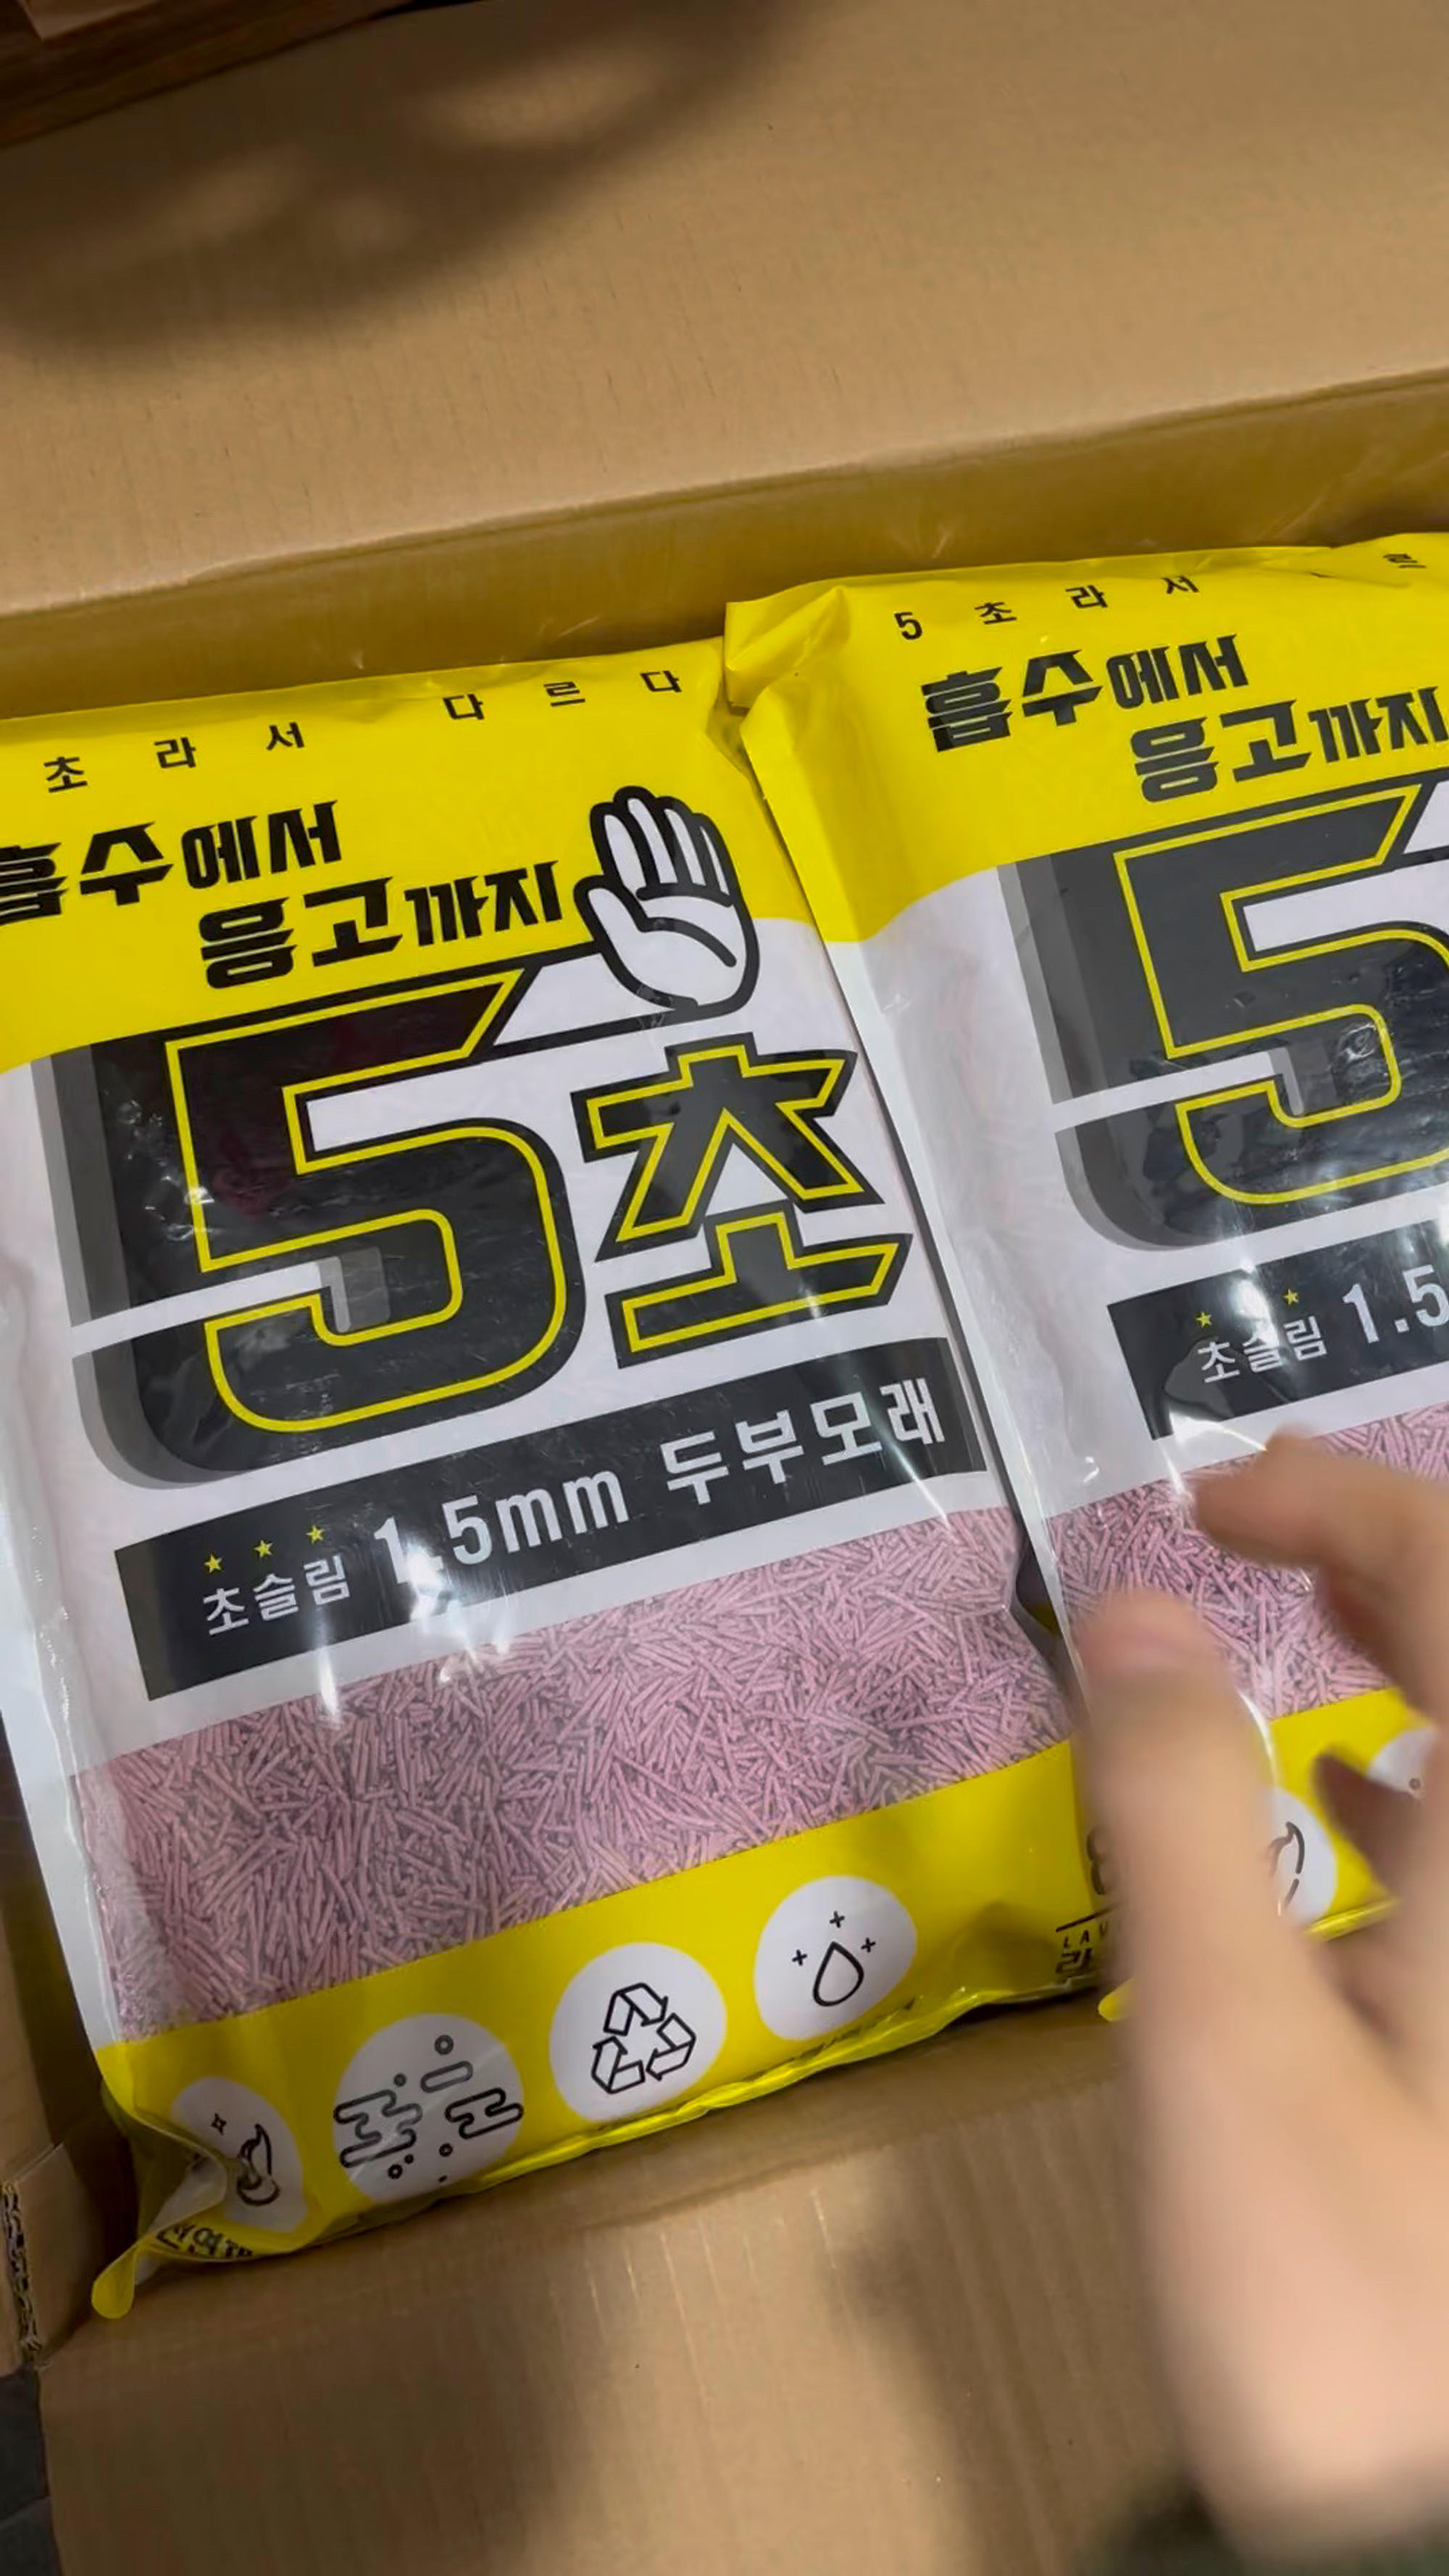 초라서 다르다
흡수에서
응고까지
5초
초슬림 1.5mm 두부모래
5초라서
흡수에서
응고까지
5
초슬림 1.5